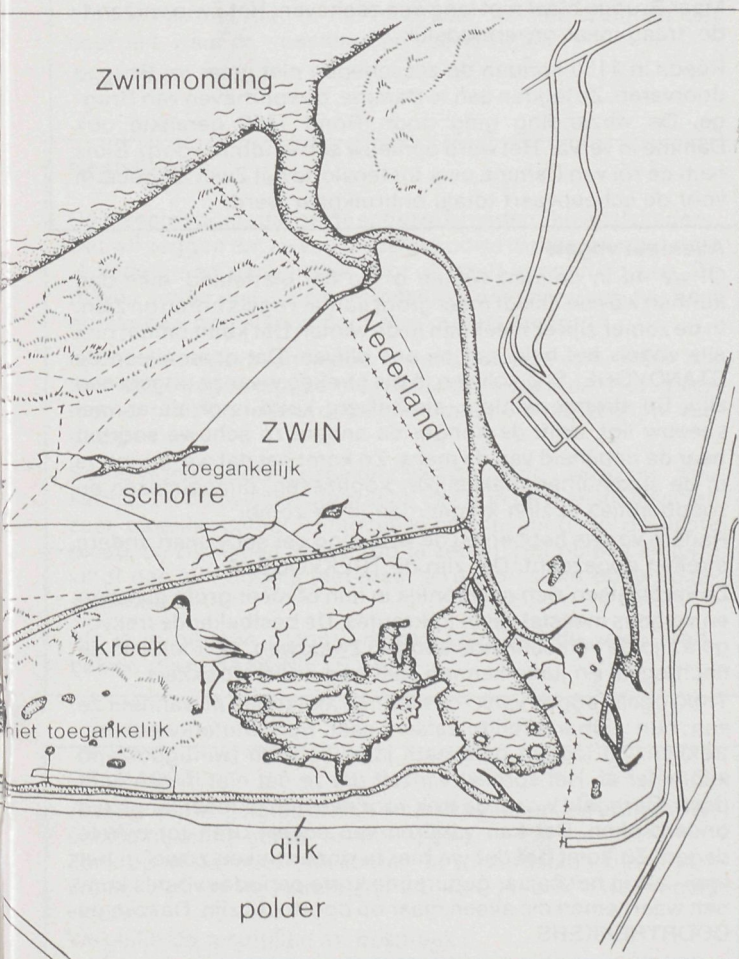 Zwinmonding
Nederland
ZWIN
toegankelijk
schorre
kreek
niet toegankelijk
dijk
polder